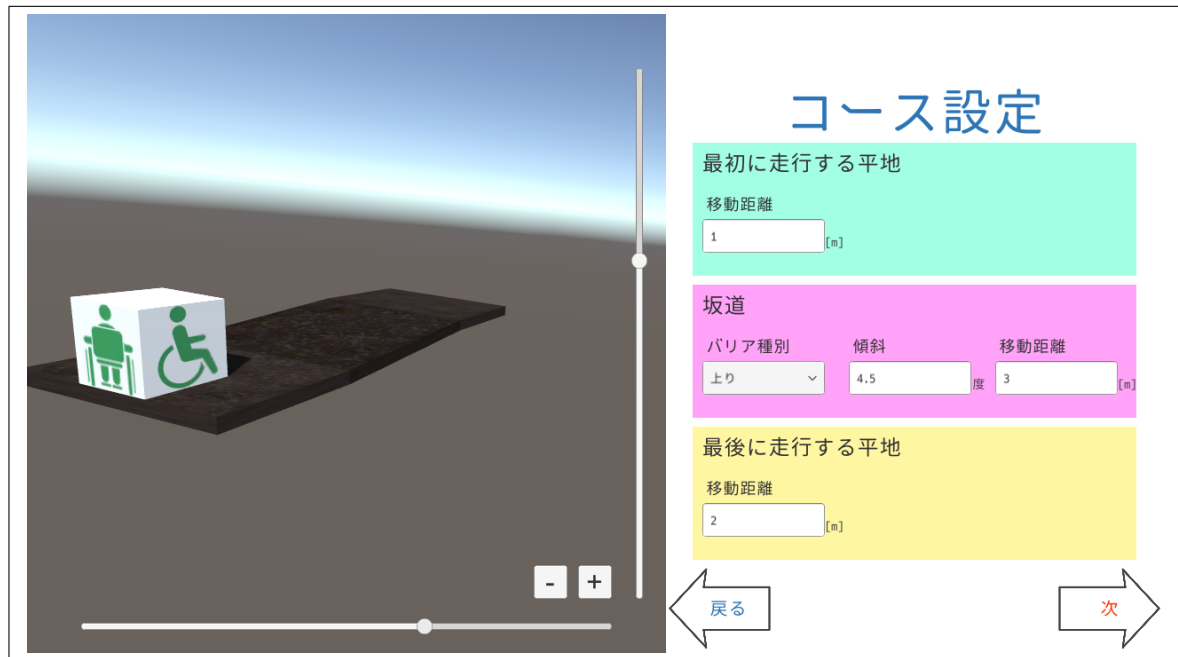 コース設定
最初に走行する平地
移動距離
1 [m]
坂道
バリア種別 傾斜 移動距離
上り 4.5 度 3 [m]
最後に走行する平地
移動距離
2 [m]
- +
戻る 次